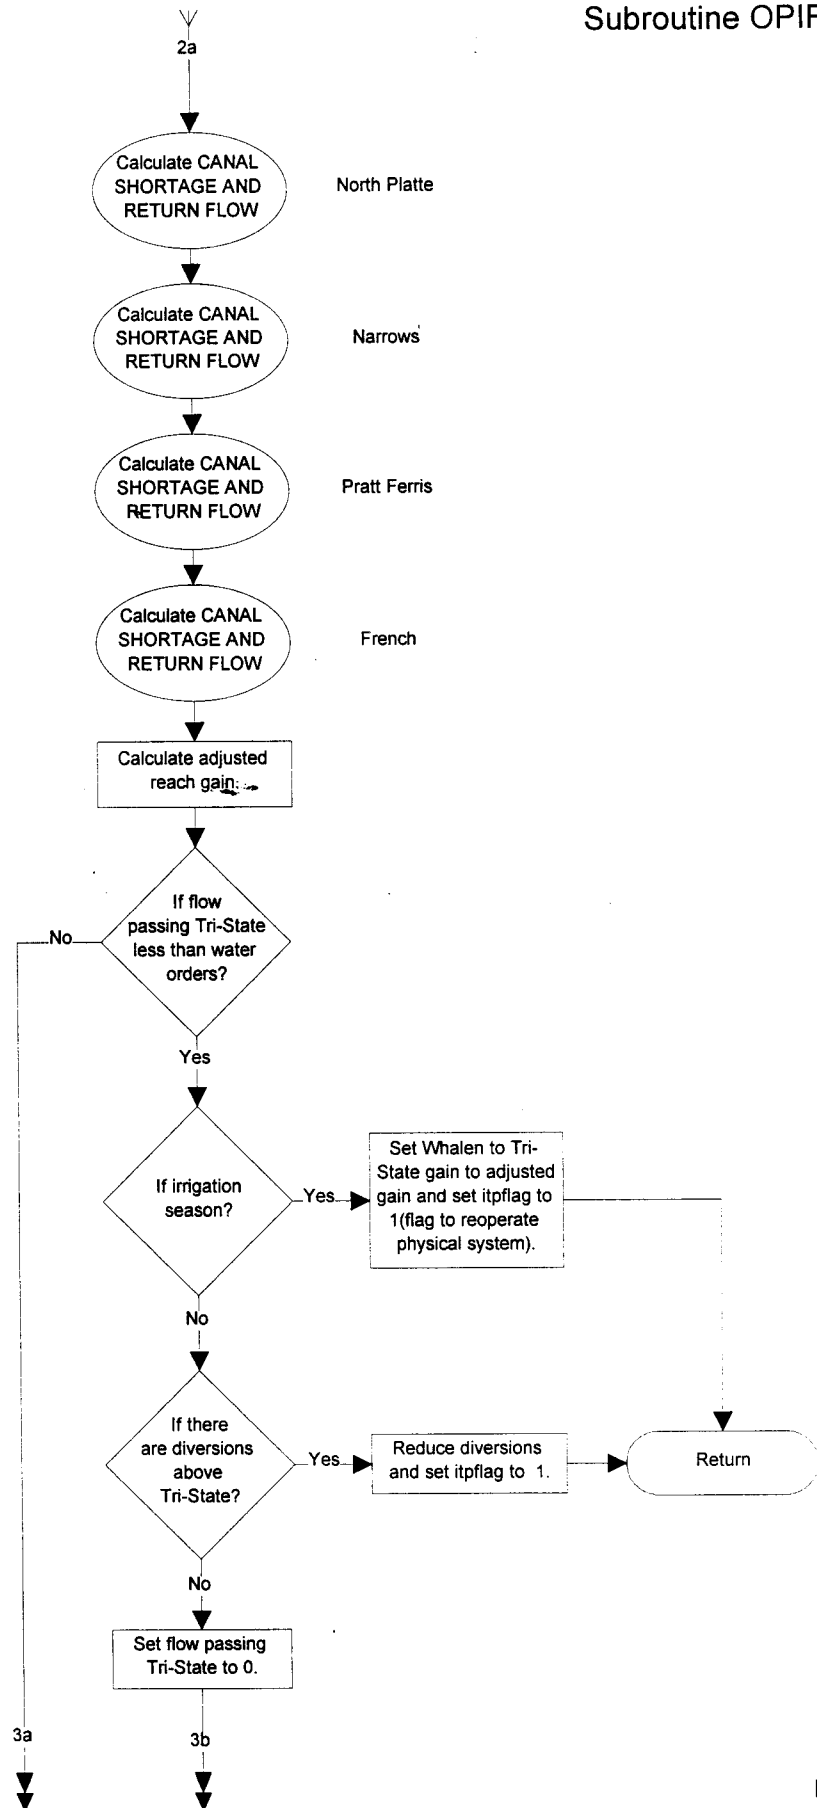 Subroutine OPIF
2a
Calculate CANAL
SHORTAGE AND
RETURN FLOW
North Platte
Calculate CANAL
SHORTAGE AND
RETURN FLOW
Narrows
Calculate CANAL
SHORTAGE AND
RETURN FLOW
Pratt Ferris
Calculate CANAL
SHORTAGE AND
RETURN FLOW
French
Calculate adjusted
reach gain.
If flow
passing Tri-State
less than water
orders?
No
Yes
If irrigation
season?
Yes
Set Whalen to Tri-
State gain to adjusted
gain and set itpflag to
1(flag to reoperate
physical system).
No
If there
are diversions
above
Tri-State?
Yes
Reduce diversions
and set itpflag to 1.
Return
No
Set flow passing
Tri-State to 0.
3a
3b